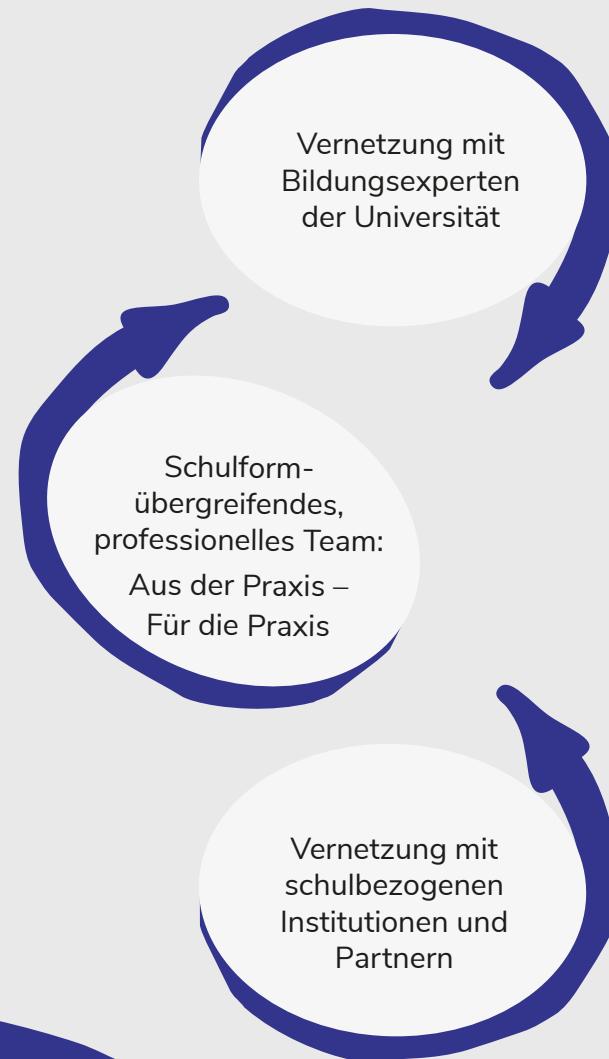 Vernetzung mit
Bildungsexperten
der Universität
Schulform-
übergreifendes,
professionelles Team:
Aus der Praxis –
Für die Praxis
Vernetzung mit
schulbezogenen
Institutionen und
Partnern